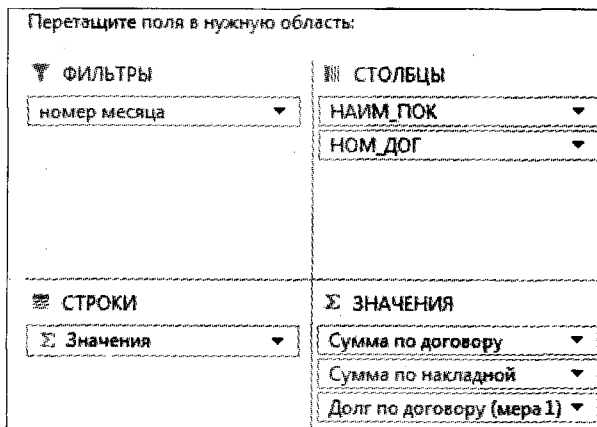 Перетащите поля в нужную область:
ФИЛЬТРЫ
номер месяца
СТОЛБЦЫ
НАИМ_ПОК
НОМ_ДОГ
СТРОКИ
Σ Значения
Σ ЗНАЧЕНИЯ
Сумма по договору
Сумма по накладной
Долг по договору (мера 1)